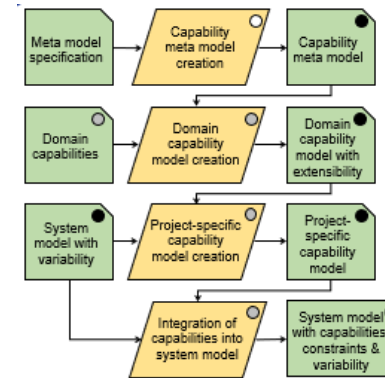 Meta model
specification
Capability
meta model
creation
Capability
meta model
Domain
capabilities
Domain
capability
model creation
Domain
capability
model with
extensibility
System
model with
variability
Project-specific
capability
model creation
Project-
specific
capability
model
Integration of
capabilities into
system model
System model
with capabilities
constraints &
variability